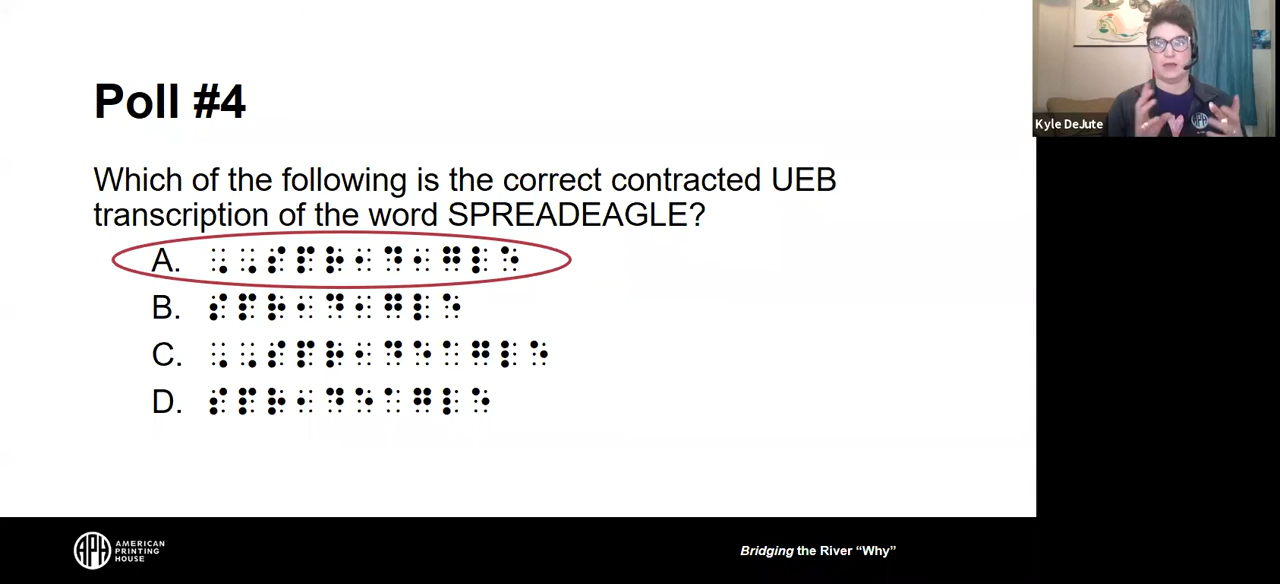 Kyle DeJute
Poll #4
Which of the following is the correct contracted UEB
transcription of the word SPREADEAGLE?
A. ⠠⠠⠎⠏⠗⠂⠙⠂⠛⠇⠑
B. ⠎⠏⠗⠂⠙⠂⠛⠇⠑
C. ⠠⠠⠎⠏⠗⠂⠙⠑⠁⠛⠇⠑
D. ⠎⠏⠗⠂⠙⠑⠁⠛⠇⠑
APH
AMERICAN
PRINTING
HOUSE
Bridging the River “Why”